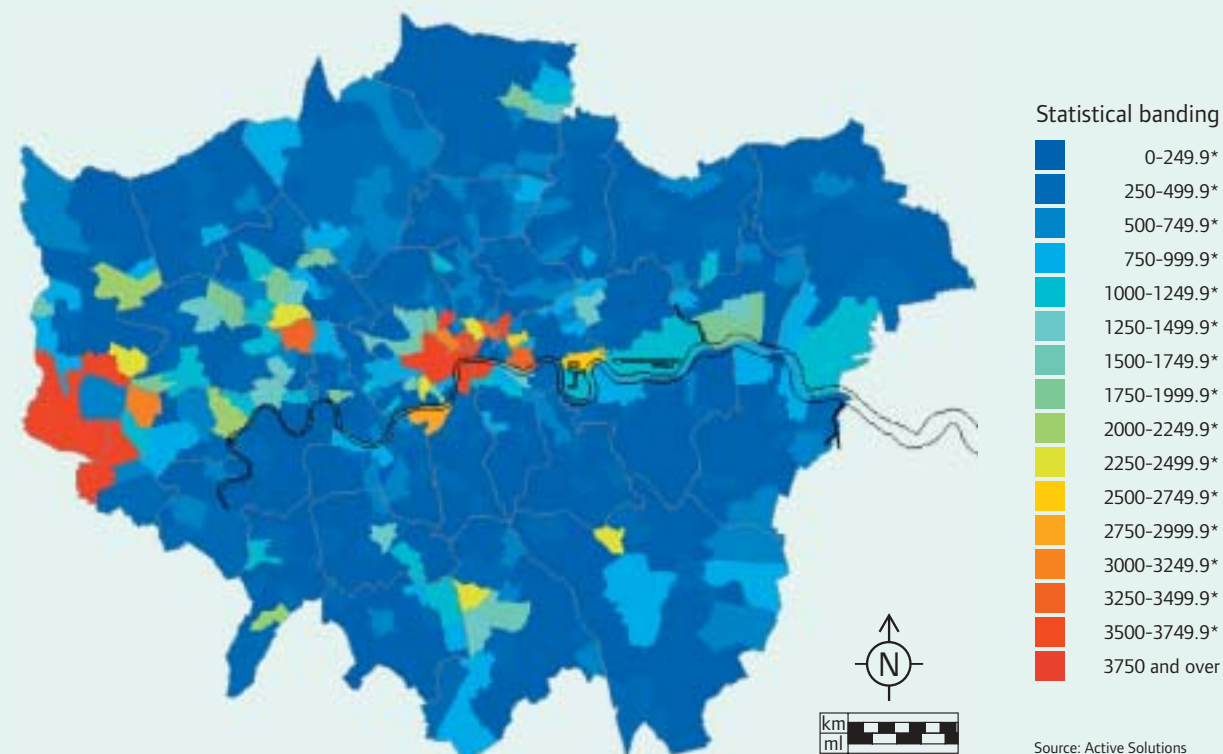 Statistical banding
0-249.9*
250-499.9*
500-749.9*
750-999.9*
1000-1249.9*
1250-1499.9*
1500-1749.9*
1750-1999.9*
2000-2249.9*
2250-2499.9*
2500-2749.9*
2750-2999.9*
3000-3249.9*
3250-3499.9*
3500-3749.9*
3750 and over
N
km
ml
Source: Active Solutions